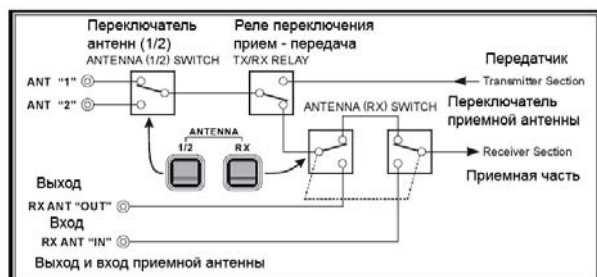 Переключатель
антенн (1/2)
ANTENNA (1/2) SWITCH
Реле переключения
прием - передача
TX/RX RELAY
Передатчик
Transmitter Section
ANT “1”
ANT “2”
ANTENNA (RX) SWITCH
Переключатель
приемной антенны
ANTENNA
1/2 RX
Receiver Section
Приемная часть
Выход
RX ANT “OUT”
Вход
RX ANT “IN”
Выход и вход приемной антенны